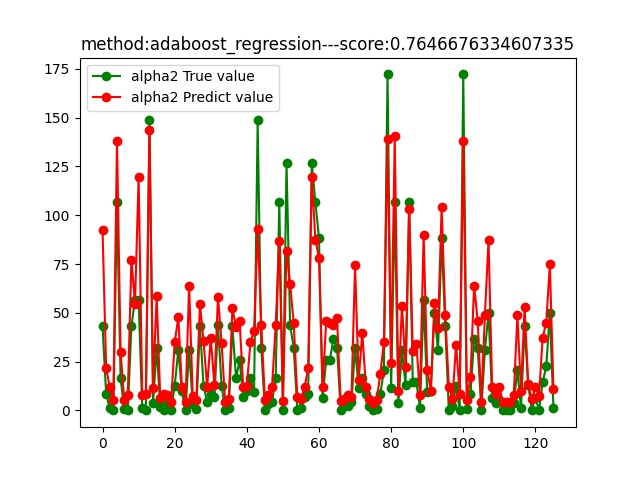 method:adaboost_regression---score:0.7646676334607335
alpha2 True value
alpha2 Predict value
175
150
125
100
75
50
25
0
0 20 40 60 80 100 120